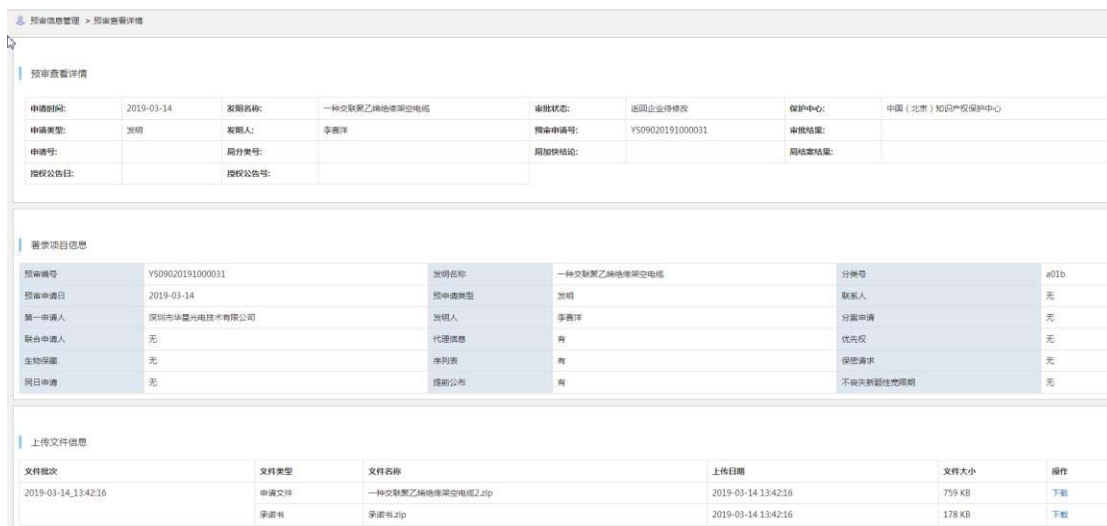 预审信息管理 > 预审查看详情
预审查看详情
申请时间: 2019-03-14 发明名称: 一种交联聚乙烯绝缘架空电缆 审批状态: 返回企业待修改 保护中心: 中国（北京）知识产权保护中心
申请类型: 发明 发明人: 李赛洋 预审申请号: YS09020191000031 审批结果:
申请号: 局分类号: 局加快结论: 局结案结果:
授权公告日: 授权公告号:
著录项目信息
预审编号 YS09020191000031 发明名称 一种交联聚乙烯绝缘架空电缆 分类号 a01b
预审申请日 2019-03-14 预申请类型 发明 联系人 无
第一申请人 深圳市华星光电技术有限公司 发明人 李赛洋 分案申请 无
联合申请人 无 代理信息 有 优先权 无
生物保藏 无 序列表 有 保密请求 无
同日申请 无 提前公布 有 不丧失新颖性宽限期 无
上传文件信息
文件批次 文件类型 文件名称 上传日期 文件大小 操作
2019-03-14_13:42:16 申请文件 一种交联聚乙烯绝缘架空电缆2.zip 2019-03-14 13:42:16 759 KB 下载
承诺书 承诺书.zip 2019-03-14 13:42:16 178 KB 下载